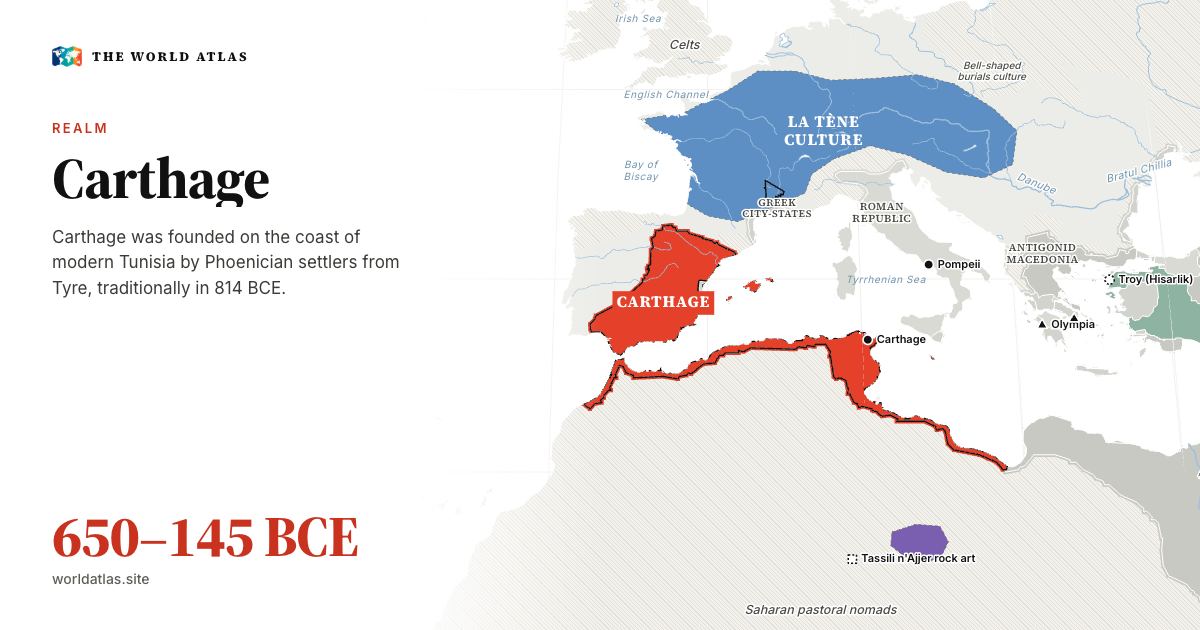 THE WORLD ATLAS
REALM
Carthage
Carthage was founded on the coast of
modern Tunisia by Phoenician settlers from
Tyre, traditionally in 814 BCE.
650–145 BCE
worldatlas.site
Irish Sea
Celts
Bell-shaped
burials culture
English Channel
LA TÈNE
CULTURE
Bay of
Biscay
Danube
Bratul Chillia
GREEK
CITY-STATES
ROMAN
REPUBLIC
ANTIGONID
MACEDONIA
Pompeii
Tyrrhenian Sea
Troy (Hisarlik)
CARTHAGE
Olympia
Carthage
Tassili n'Ajjer rock art
Saharan pastoral nomads